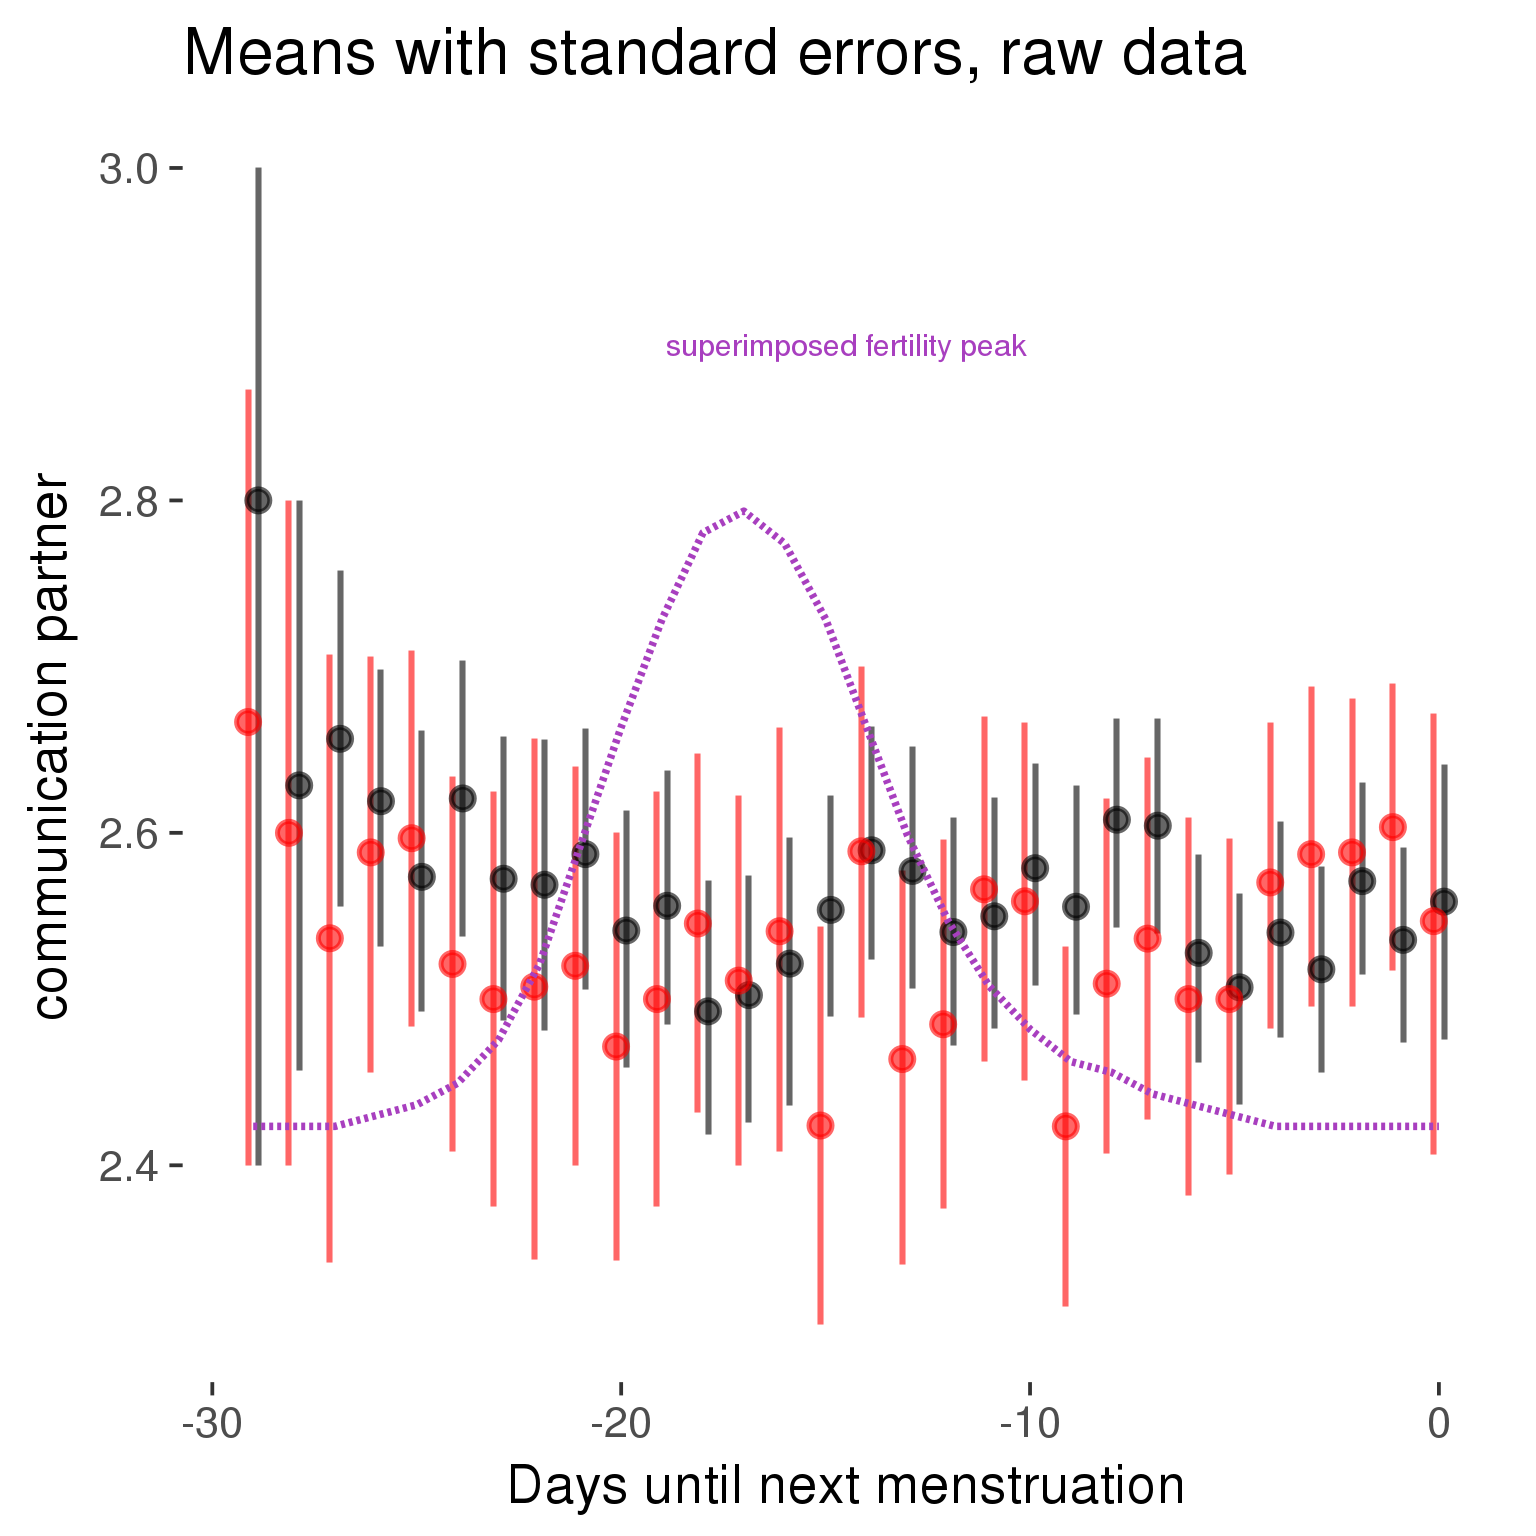 Means with standard errors, raw data
3.0
2.8
2.6
2.4
communication partner
superimposed fertility peak
-30
-20
-10
0
Days until next menstruation